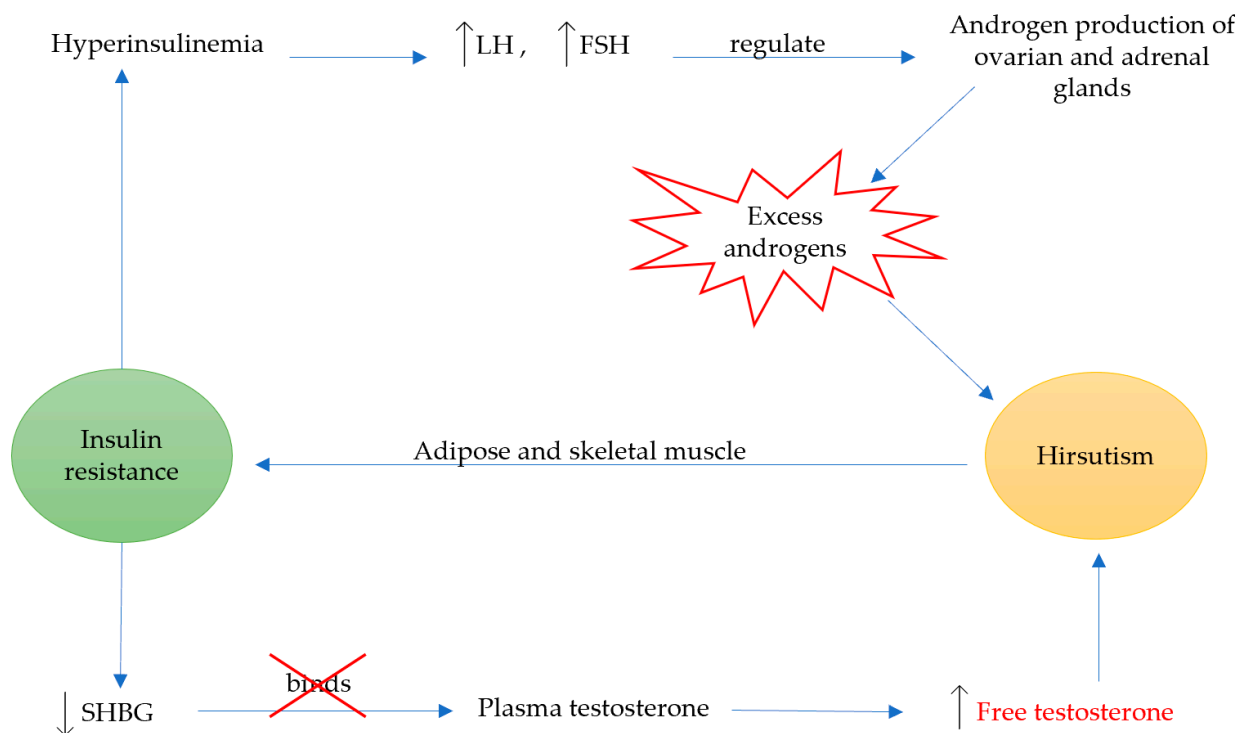 Hyperinsulinemia
↑LH , ↑FSH
regulate
Androgen production of
ovarian and adrenal
glands
Excess
androgens
Insulin
resistance
Adipose and skeletal muscle
Hirsutism
↓ SHBG
binds
Plasma testosterone
↑ Free testosterone